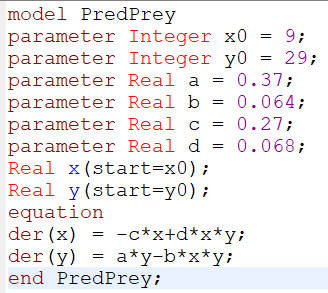 model PredPrey
parameter Integer x0 = 9;
parameter Integer y0 = 29;
parameter Real a = 0.37;
parameter Real b = 0.064;
parameter Real c = 0.27;
parameter Real d = 0.068;
Real x(start=x0);
Real y(start=y0);
equation
der(x) = -c*x+d*x*y;
der(y) = a*y-b*x*y;
end PredPrey;